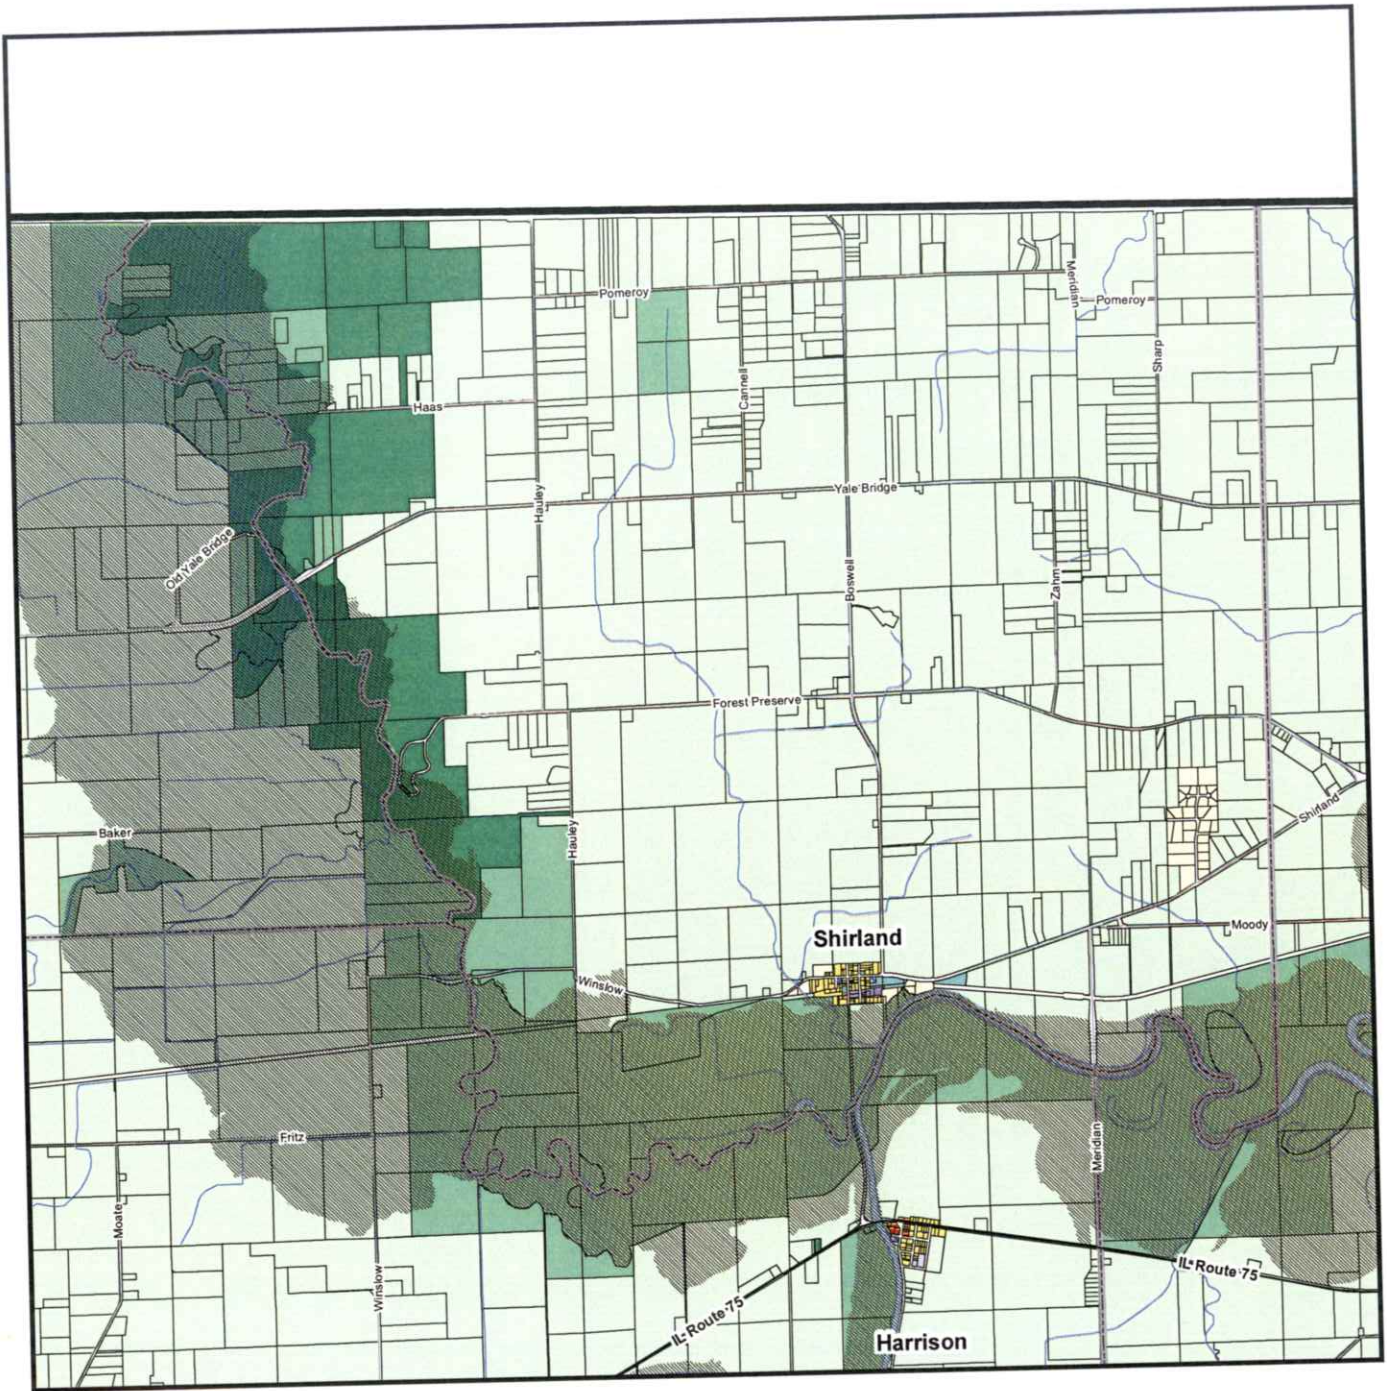 Meridian
Pomeroy
Pomeroy
Sharp
Cannell
Haas
Yale Bridge
Hauley
Old Yale Bridge
Boswell
Zahm
Forest Preserve
Shirland
Baker
Hauley
Moody
Shirland
Winslow
Fritz
Meridian
Moate
IL Route 75
Winslow
IL Route 75
Harrison